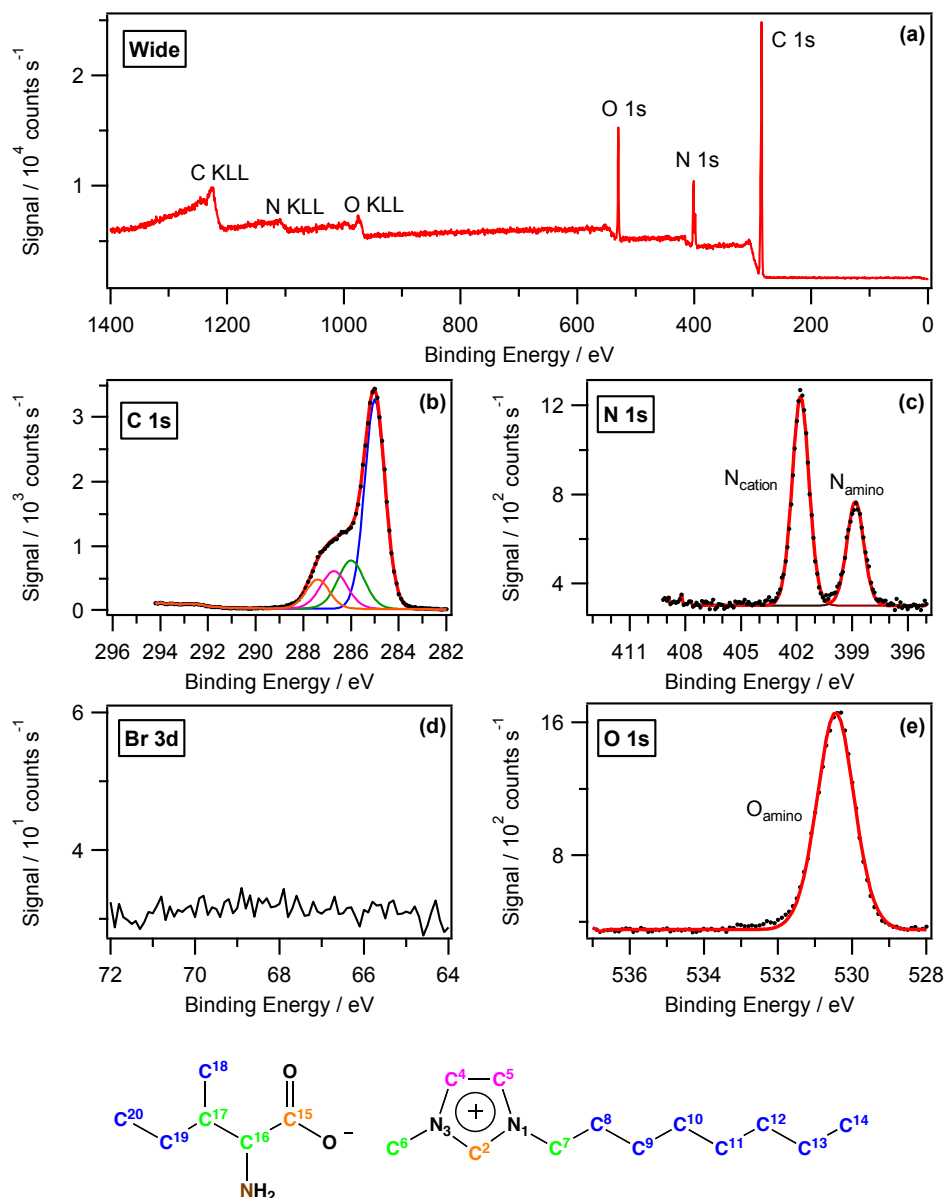 Wide
(a)
C 1s
O 1s
N 1s
C KLL
N KLL
O KLL
2
1
Signal / 10⁴ counts s⁻¹
1400 1200 1000 800 600 400 200 0
Binding Energy / eV
C 1s
(b)
3
2
1
0
Signal / 10³ counts s⁻¹
296 294 292 290 288 286 284 282
Binding Energy / eV
N 1s
(c)
N_cation
N_amino
12
8
4
Signal / 10² counts s⁻¹
411 408 405 402 399 396
Binding Energy / eV
Br 3d
(d)
6
4
Signal / 10¹ counts s⁻¹
72 70 68 66 64
Binding Energy / eV
O 1s
(e)
O_amino
16
8
Signal / 10² counts s⁻¹
536 534 532 530 528
Binding Energy / eV
C¹⁸ O
C²⁰ C¹⁷ C¹⁵
C¹⁹ C¹⁶ O⁻
NH₂
C⁴ C⁵
+
N₃ N₁ C⁸ C¹⁰ C¹² C¹⁴
C⁶ C² C⁷ C⁹ C¹¹ C¹³